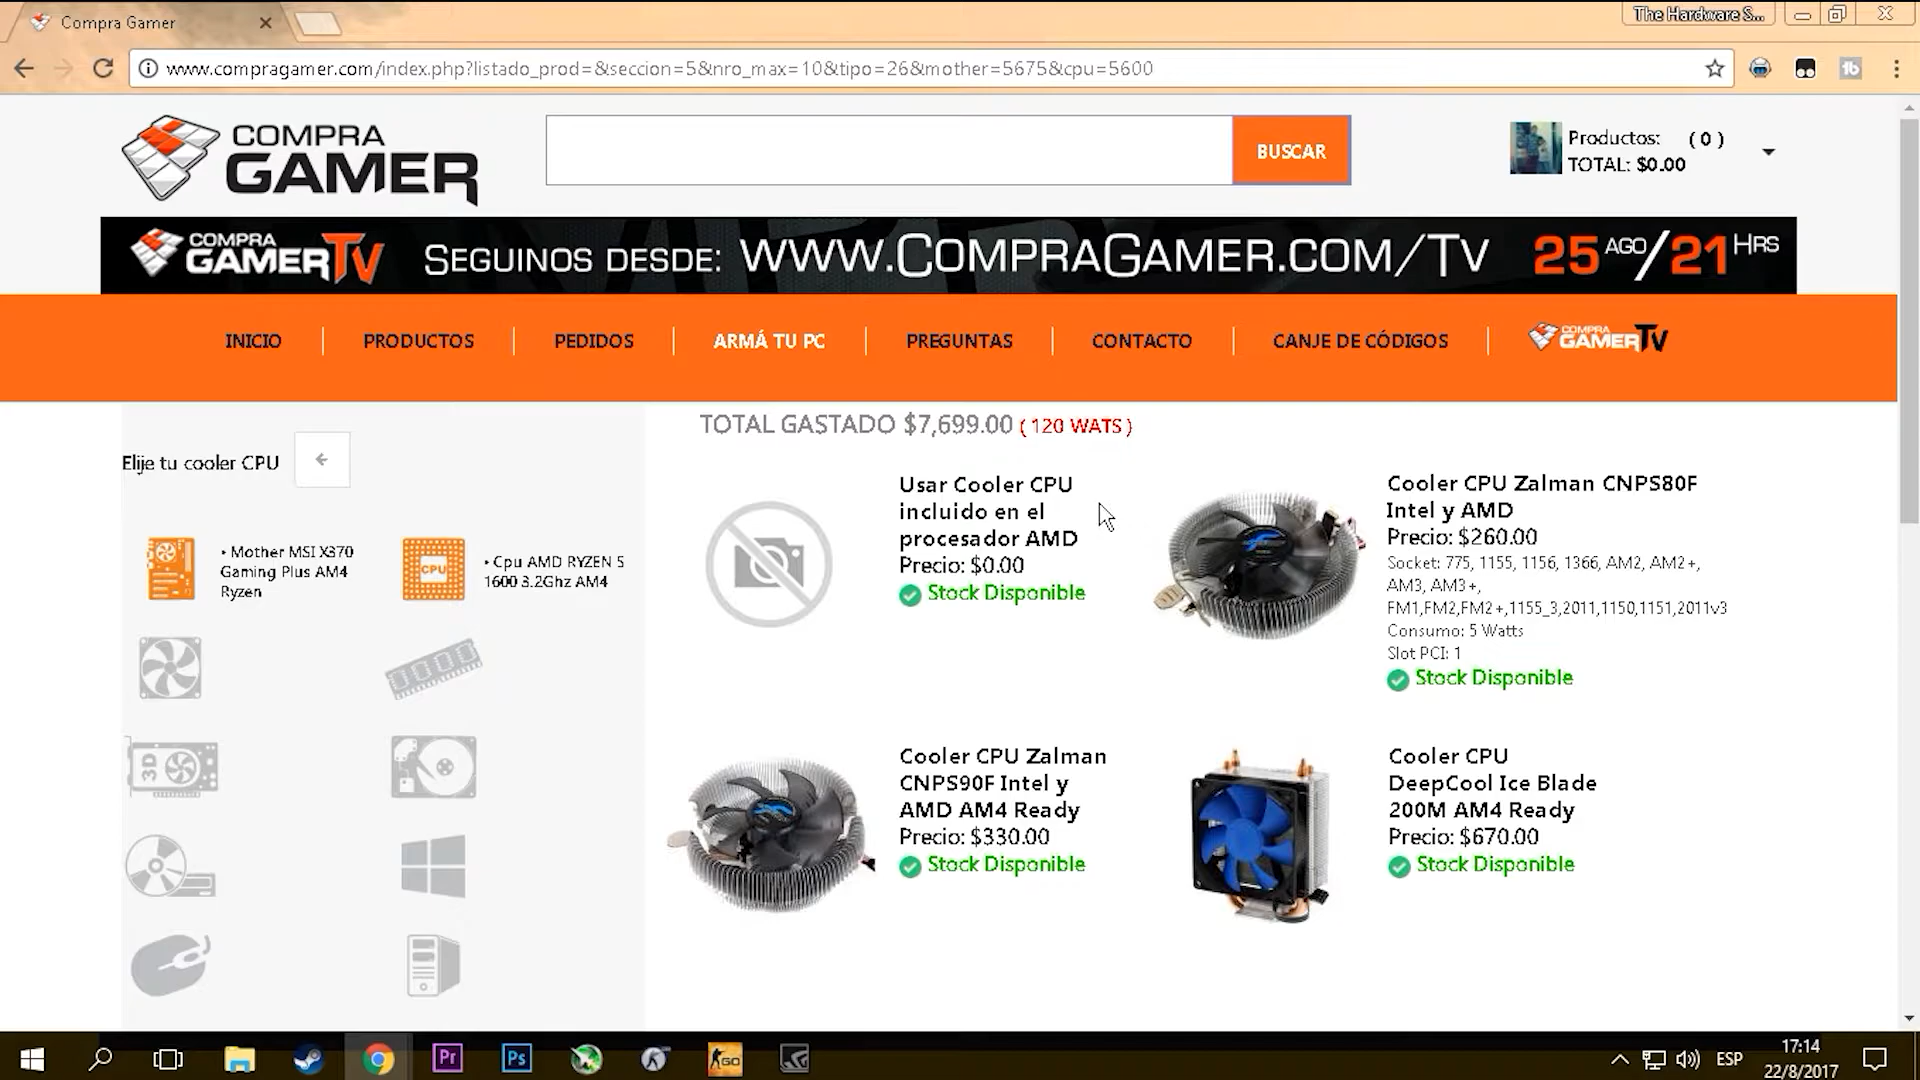 Compra Gamer
The Hardware S...
www.compragamer.com/index.php?listado_prod=&seccion=5&nro_max=10&tipo=26&mother=5675&cpu=5600
COMPRA
GAMER
BUSCAR
Productos: ( 0 )
TOTAL: $0.00
COMPRA
GAMER TV
SEGUINOS DESDE: WWW.COMPRAGAMER.COM/TV 25 AGO/21 HRS
INICIO
PRODUCTOS
PEDIDOS
ARMÁ TU PC
PREGUNTAS
CONTACTO
CANJE DE CÓDIGOS
COMPRA
GAMER TV
TOTAL GASTADO $7,699.00 ( 120 WATS )
Elije tu cooler CPU
• Mother MSI X370
Gaming Plus AM4
Ryzen
CPU
• Cpu AMD RYZEN 5
1600 3.2Ghz AM4
3D
Usar Cooler CPU
incluido en el
procesador AMD
Precio: $0.00
Stock Disponible
Cooler CPU Zalman CNPS80F
Intel y AMD
Precio: $260.00
Socket: 775, 1155, 1156, 1366, AM2, AM2+,
AM3, AM3+,
FM1,FM2,FM2+,1155_3,2011,1150,1151,2011v3
Consumo: 5 Watts
Slot PCI: 1
Stock Disponible
Cooler CPU Zalman
CNPS90F Intel y
AMD AM4 Ready
Precio: $330.00
Stock Disponible
Cooler CPU
DeepCool Ice Blade
200M AM4 Ready
Precio: $670.00
Stock Disponible
Pr
Ps
GO
ESP
17:14
22/8/2017